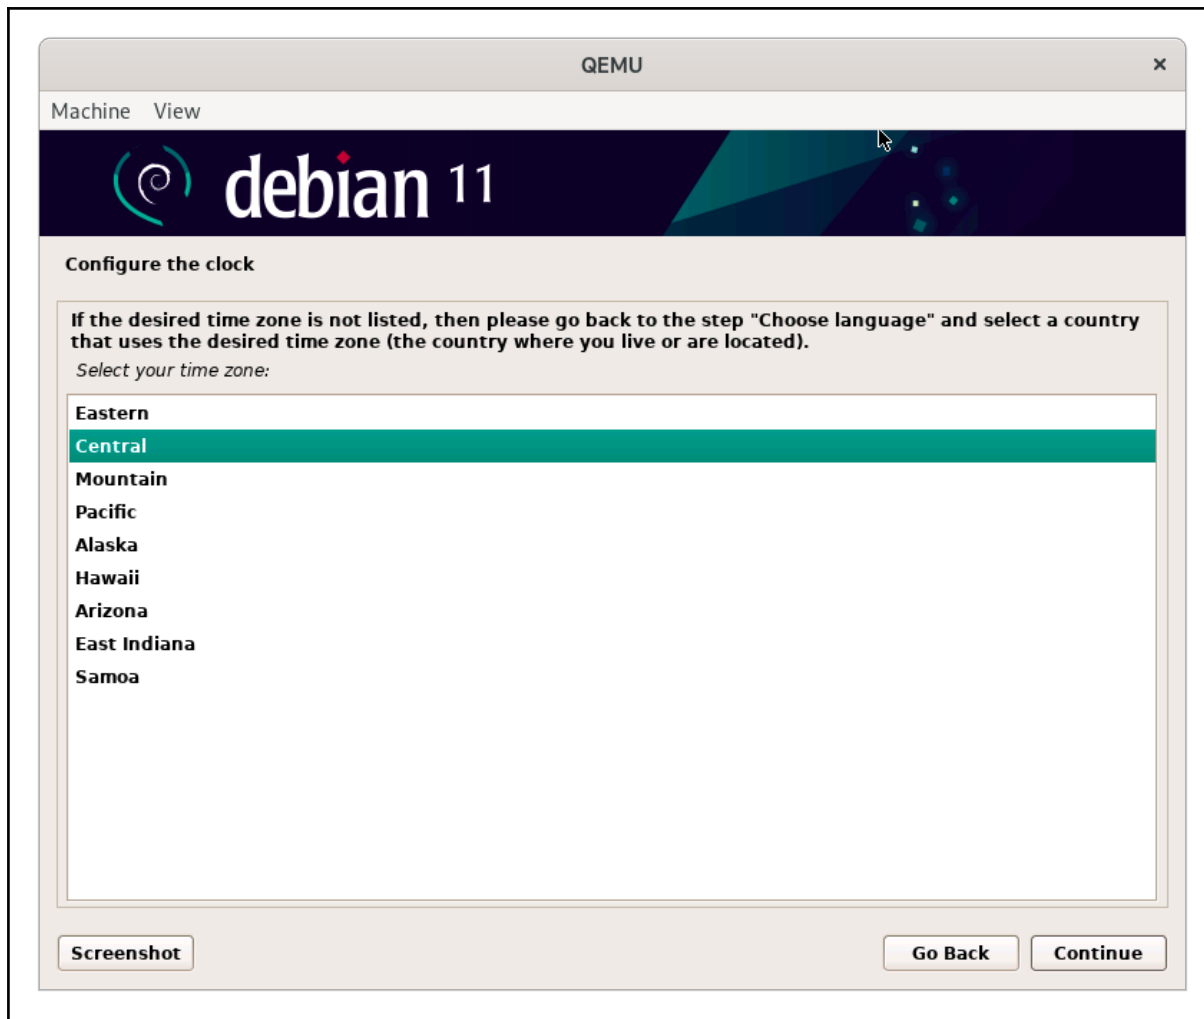 QEMU
×
Machine View
debian 11
Configure the clock
If the desired time zone is not listed, then please go back to the step "Choose language" and select a country
that uses the desired time zone (the country where you live or are located).
Select your time zone:
Eastern
Central
Mountain
Pacific
Alaska
Hawaii
Arizona
East Indiana
Samoa
Screenshot Go Back Continue